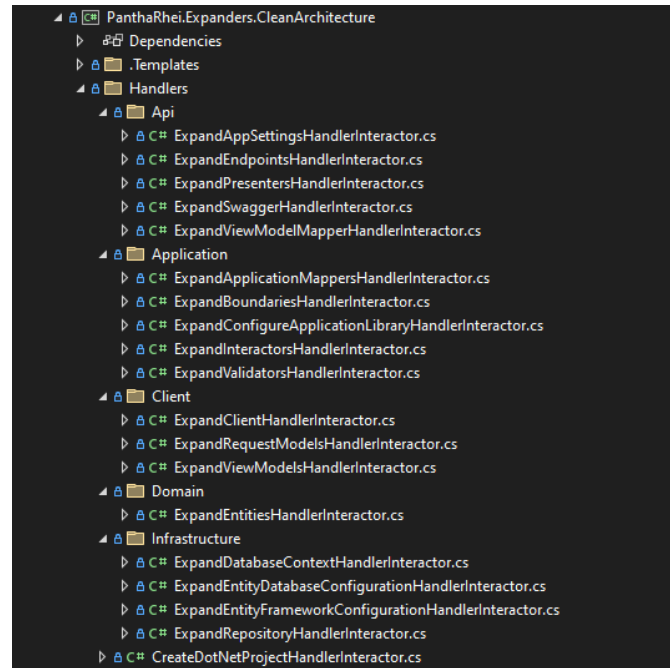 C# PanthaRhei.Expanders.CleanArchitecture
Dependencies
.Templates
Handlers
Api
C# ExpandAppSettingsHandlerInteractor.cs
C# ExpandEndpointsHandlerInteractor.cs
C# ExpandPresentersHandlerInteractor.cs
C# ExpandSwaggerHandlerInteractor.cs
C# ExpandViewModelMapperHandlerInteractor.cs
Application
C# ExpandApplicationMappersHandlerInteractor.cs
C# ExpandBoundariesHandlerInteractor.cs
C# ExpandConfigureApplicationLibraryHandlerInteractor.cs
C# ExpandInteractorsHandlerInteractor.cs
C# ExpandValidatorsHandlerInteractor.cs
Client
C# ExpandClientHandlerInteractor.cs
C# ExpandRequestModelsHandlerInteractor.cs
C# ExpandViewModelsHandlerInteractor.cs
Domain
C# ExpandEntitiesHandlerInteractor.cs
Infrastructure
C# ExpandDatabaseContextHandlerInteractor.cs
C# ExpandEntityDatabaseConfigurationHandlerInteractor.cs
C# ExpandEntityFrameworkConfigurationHandlerInteractor.cs
C# ExpandRepositoryHandlerInteractor.cs
C# CreateDotNetProjectHandlerInteractor.cs